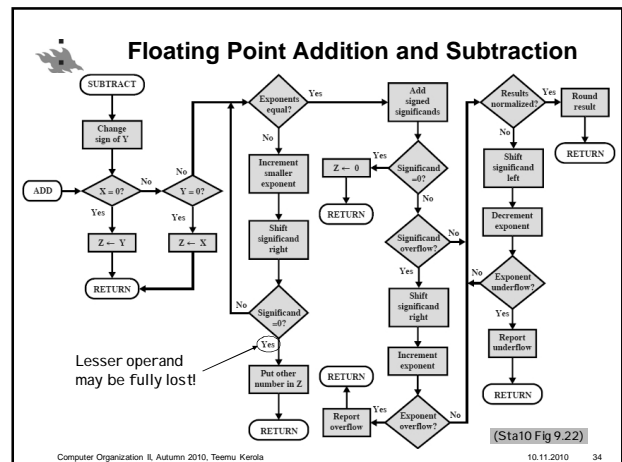 Floating Point Addition and Subtraction
SUBTRACT
Change
sign of Y
ADD
X = 0?
No
Yes
Z ← Y
RETURN
Y = 0?
No
Yes
Z ← X
Exponents
equal?
Yes
No
Increment
smaller
exponent
Shift
significand
right
No
Significand
=0?
Yes
Put other
number in Z
RETURN
Lesser operand
may be fully lost!
Add
signed
significands
Significand
=0?
Yes
Z ← 0
RETURN
No
Significand
overflow?
No
Yes
Shift
significand
right
Increment
exponent
Exponent
overflow?
Yes
Report
overflow
RETURN
No
Results
normalized?
Yes
Round
result
RETURN
No
Shift
significand
left
Decrement
exponent
Exponent
underflow?
No
Yes
Report
underflow
RETURN
(Sta10 Fig 9.22)
Computer Organization II, Autumn 2010, Teemu Kerola
10.11.2010
34